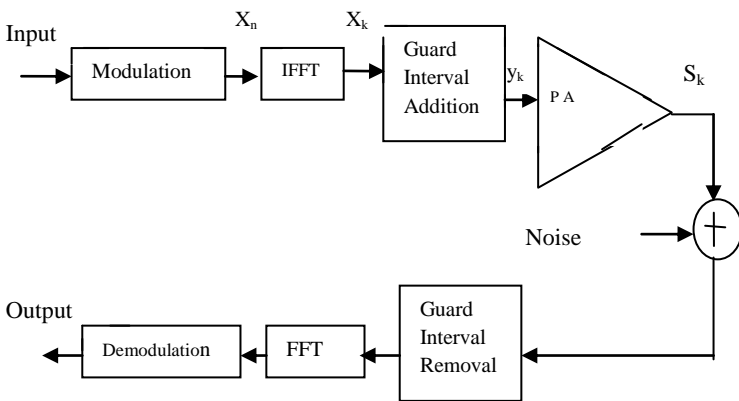 Input
Modulation
Xₙ
IFFT
Xₖ
Guard
Interval
Addition
yₖ
P A
Sₖ
Noise
Output
Demodulation
FFT
Guard
Interval
Removal